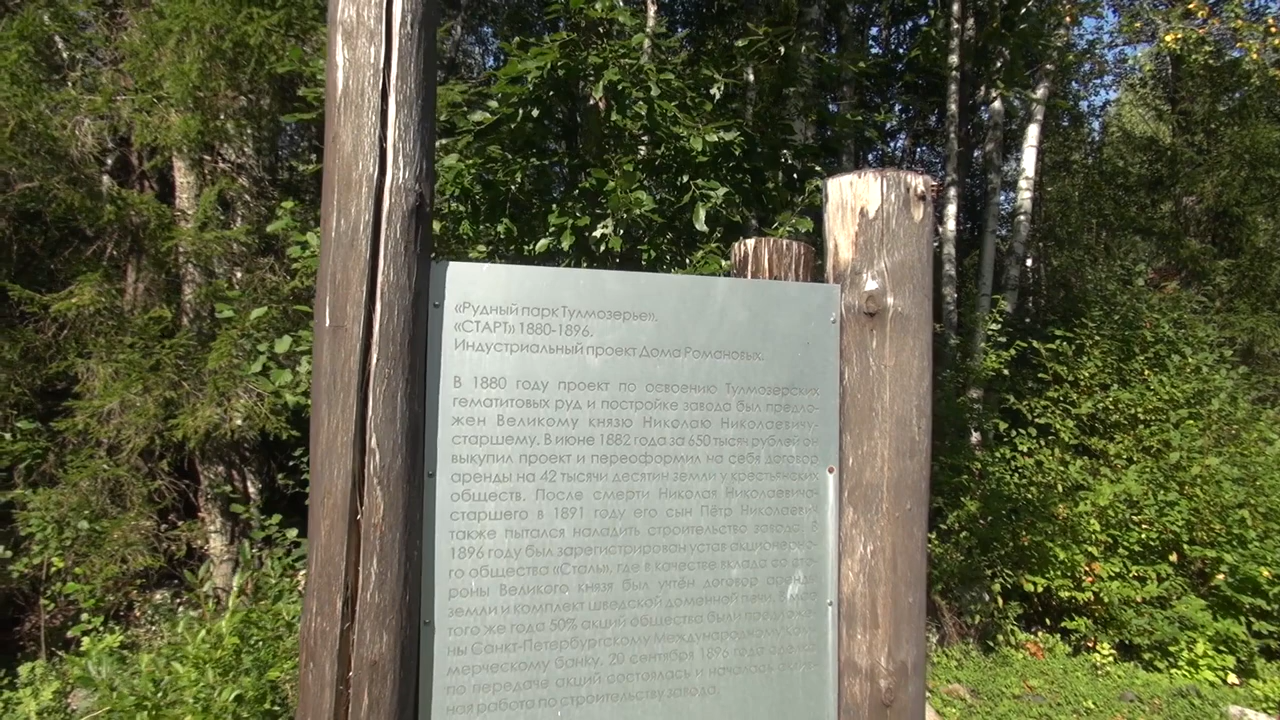 «Рудный парк Тулмозерье».
«СТАРТ» 1880-1896.
Индустриальный проект Дома Романовых.
В 1880 году проект по освоению Тулмозерских
гематитовых руд и постройке завода был предло-
жен Великому князю Николаю Николаевичу-
старшему. В июне 1882 года за 650 тысяч рублей он
выкупил проект и переоформил на себя договор
аренды на 42 тысячи десятин земли у крестьянских
обществ. После смерти Николая Николаевича-
старшего в 1891 году его сын Пётр Николаевич
также пытался наладить строительство завода. В
1896 году был зарегистрирован устав акционерно-
го общества «Сталь», где в качестве вклада со сто-
роны Великого князя был учтён договор аренды
земли и комплект шведской доменной печи. В мае
того же года 50% акций общества были предложе-
ны Санкт-Петербургскому международному ком-
мерческому банку. 20 сентября 1896 года
по передаче акций состоялась и началась актив-
ная работа по строительству завода.